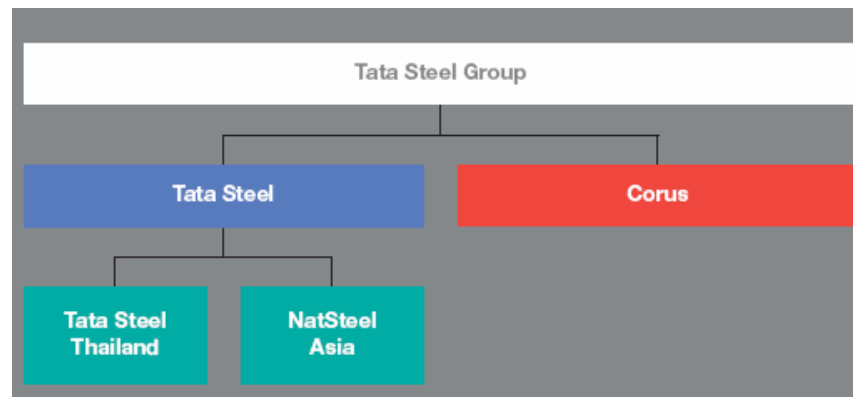 Tata Steel Group
Tata Steel
Corus
Tata Steel
Thailand
NatSteel
Asia